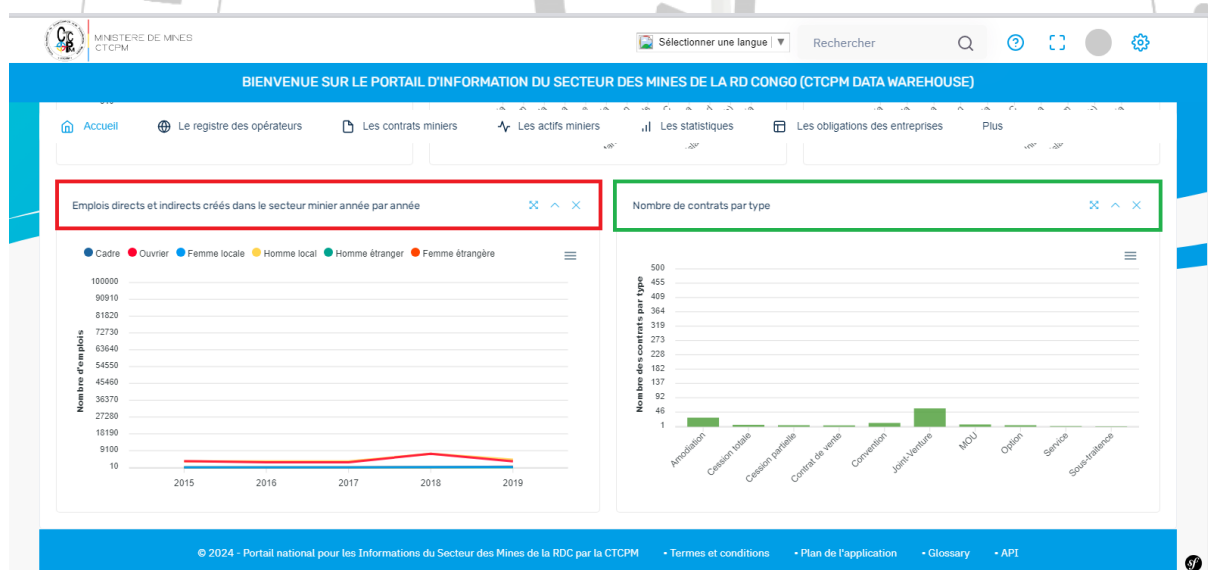 MINISTERE DE MINES
CTCPM
Sélectionner une langue
Rechercher
BIENVENUE SUR LE PORTAIL D'INFORMATION DU SECTEUR DES MINES DE LA RD CONGO (CTCPM DATA WAREHOUSE)
Accueil
Le registre des opérateurs
Les contrats miniers
Les actifs miniers
Les statistiques
Les obligations des entreprises
Plus
Emplois directs et indirects créés dans le secteur minier année par année
Cadre
Ouvrier
Femme locale
Homme local
Homme étranger
Femme étrangère
Nombre d'emplois
100000
90910
81820
72730
63640
54550
45460
36370
27280
18190
9100
10
2015
2016
2017
2018
2019
Nombre de contrats par type
Nombre des contrats par type
500
455
409
364
319
273
228
182
137
92
46
1
Amodiation
Cession totale
Cession partielle
Contrat de vente
Convention
Joint-Venture
MOU
Option
Service
Sous-traitence
© 2024 - Portail national pour les Informations du Secteur des Mines de la RDC par la CTCPM
• Termes et conditions
• Plan de l'application
• Glossary
• API
sf